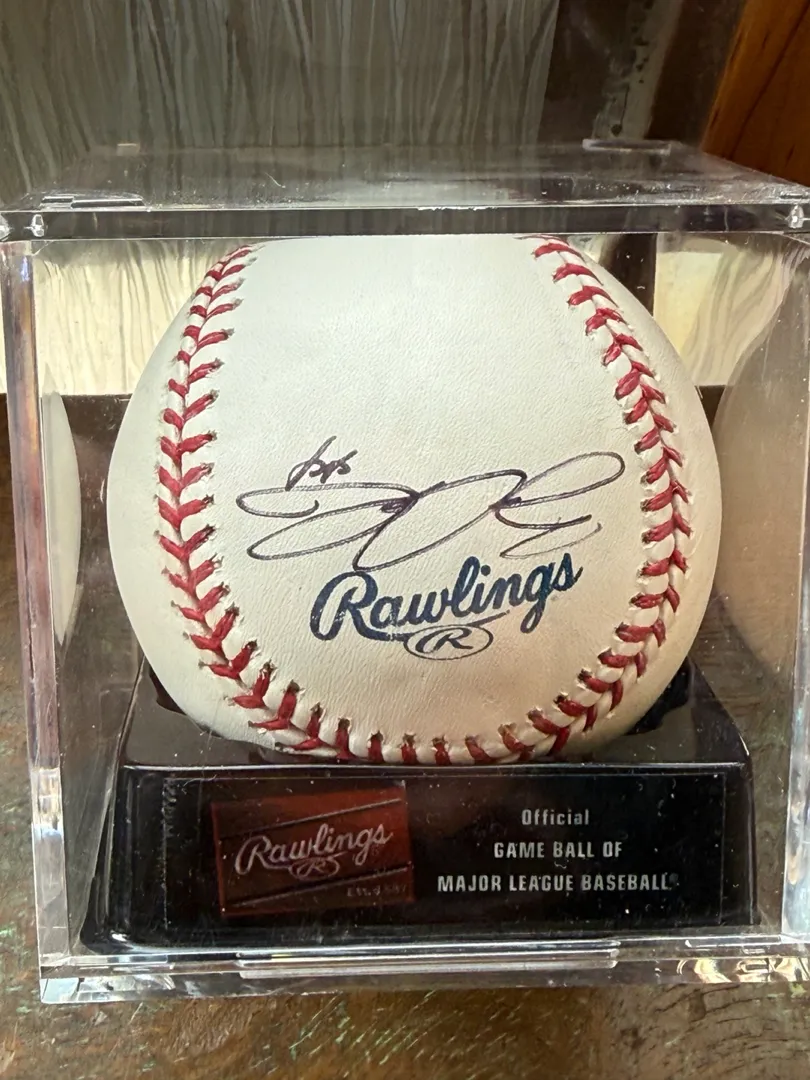 Rawlings
R
Rawlings
R
Official
GAME BALL OF
MAJOR LEAGUE BASEBALL®